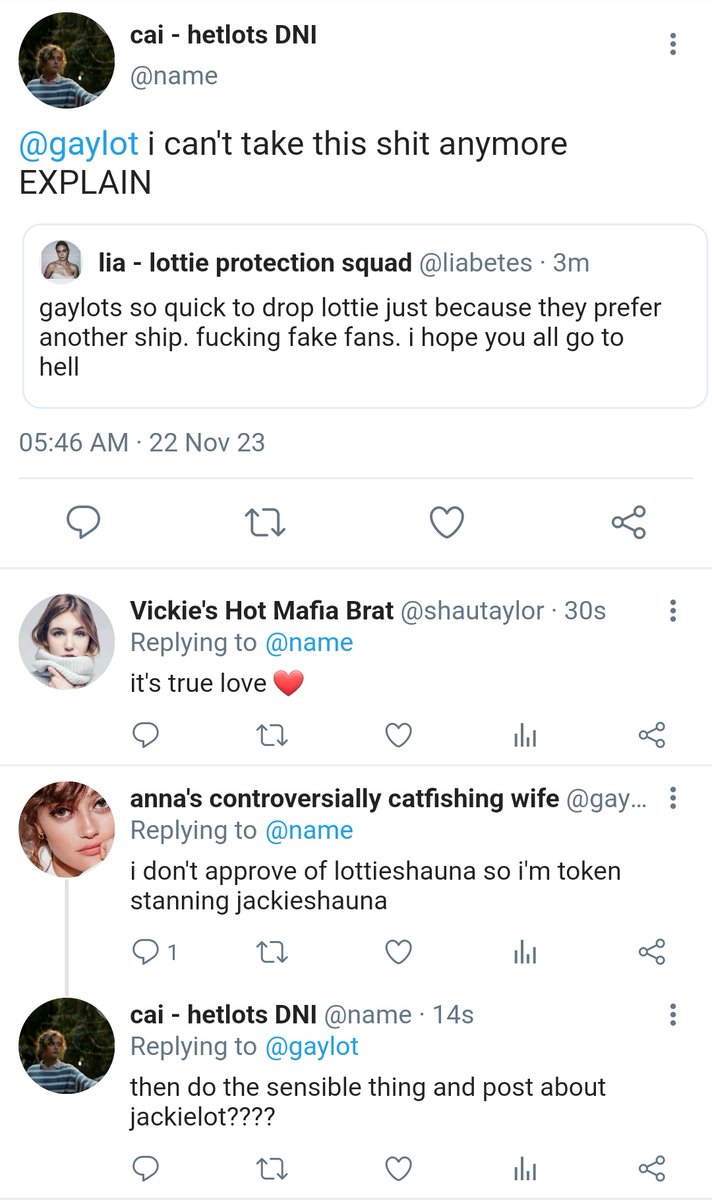 cai - hetlots DNI
@name
@gaylot i can't take this shit anymore
EXPLAIN
lia - lottie protection squad @liabetes · 3m
gaylots so quick to drop lottie just because they prefer
another ship. fucking fake fans. i hope you all go to
hell
05:46 AM · 22 Nov 23
Vickie's Hot Mafia Brat @shautaylor · 30s
Replying to @name
it's true love ❤️
anna's controversially catfishing wife @gay...
Replying to @name
i don't approve of lottieshauna so i'm token
stanning jackieshauna
1
cai - hetlots DNI @name · 14s
Replying to @gaylot
then do the sensible thing and post about
jackielot????